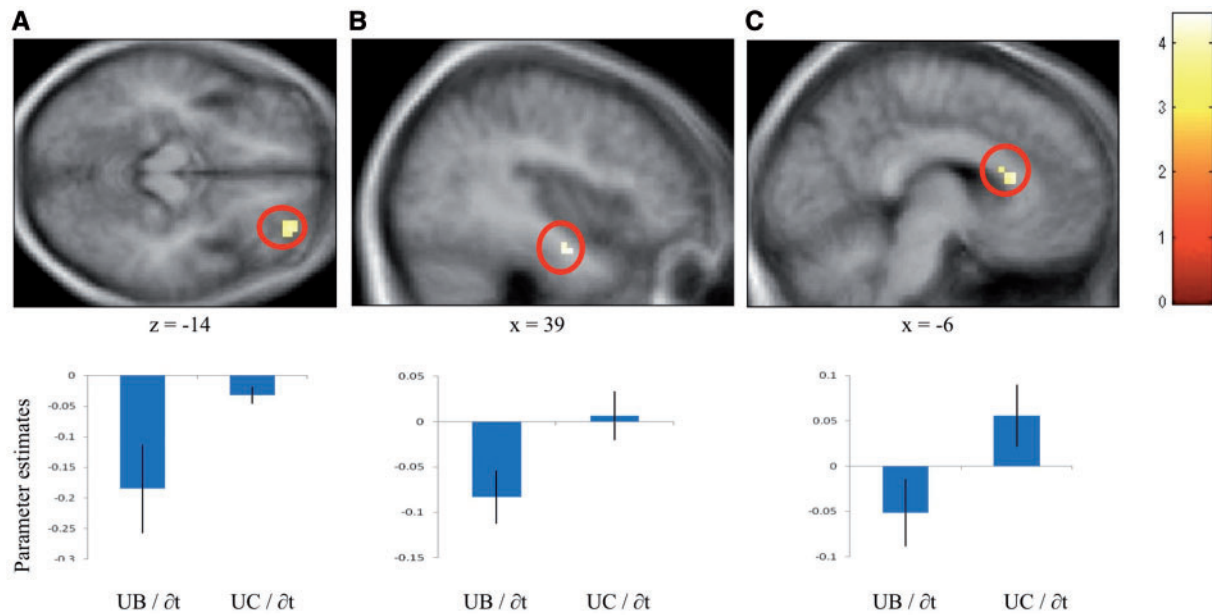 A
B
C
4
3
2
1
0
z = -14
x = 39
x = -6
Parameter estimates
0
-0.05
-0.1
-0.15
-0.2
-0.25
-0.3
UB / ∂t
UC / ∂t
0.05
0
-0.05
-0.1
-0.15
UB / ∂t
UC / ∂t
0.1
0.05
0
-0.05
-0.1
UB / ∂t
UC / ∂t